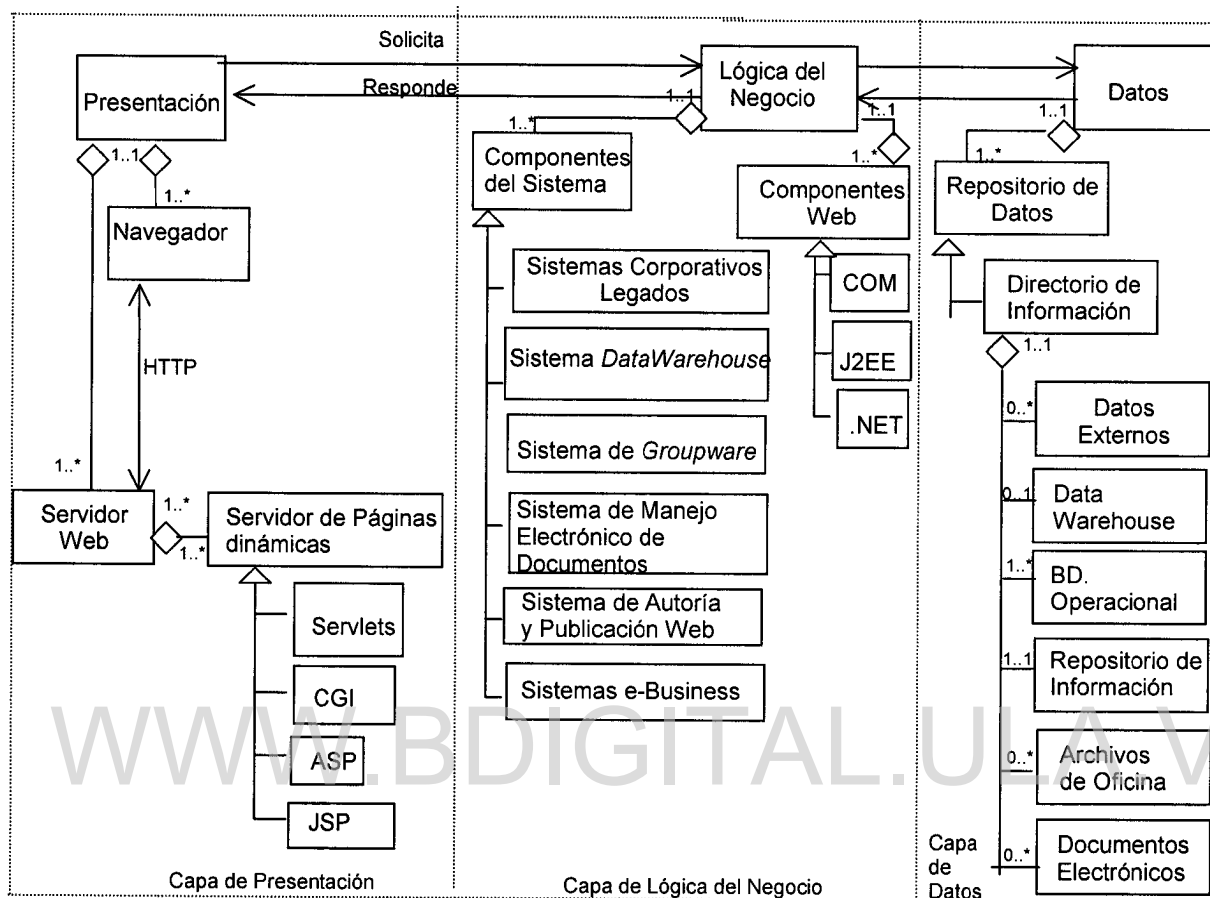 Solicita
Responde
Presentación
1..1
1..*
Navegador
HTTP
1..*
Servidor
Web
1..*
1..*
Servidor de Páginas
dinámicas
Servlets
CGI
ASP
JSP
Capa de Presentación
Lógica del
Negocio
1..1
1..*
Componentes
del Sistema
Sistemas Corporativos
Legados
Sistema DataWarehouse
Sistema de Groupware
Sistema de Manejo
Electrónico de
Documentos
Sistema de Autoría
y Publicación Web
Sistemas e-Business
1..1
1..*
Componentes
Web
COM
J2EE
.NET
Capa de Lógica del Negocio
Datos
1..1
1..*
Repositorio de
Datos
Directorio de
Información
1..1
0..*
Datos
Externos
0..1
Data
Warehouse
1..*
BD.
Operacional
1..1
Repositorio de
Información
0..*
Archivos
de Oficina
0..*
Documentos
Electrónicos
Capa
de
Datos
WWW.BDIGITAL.ULA.V